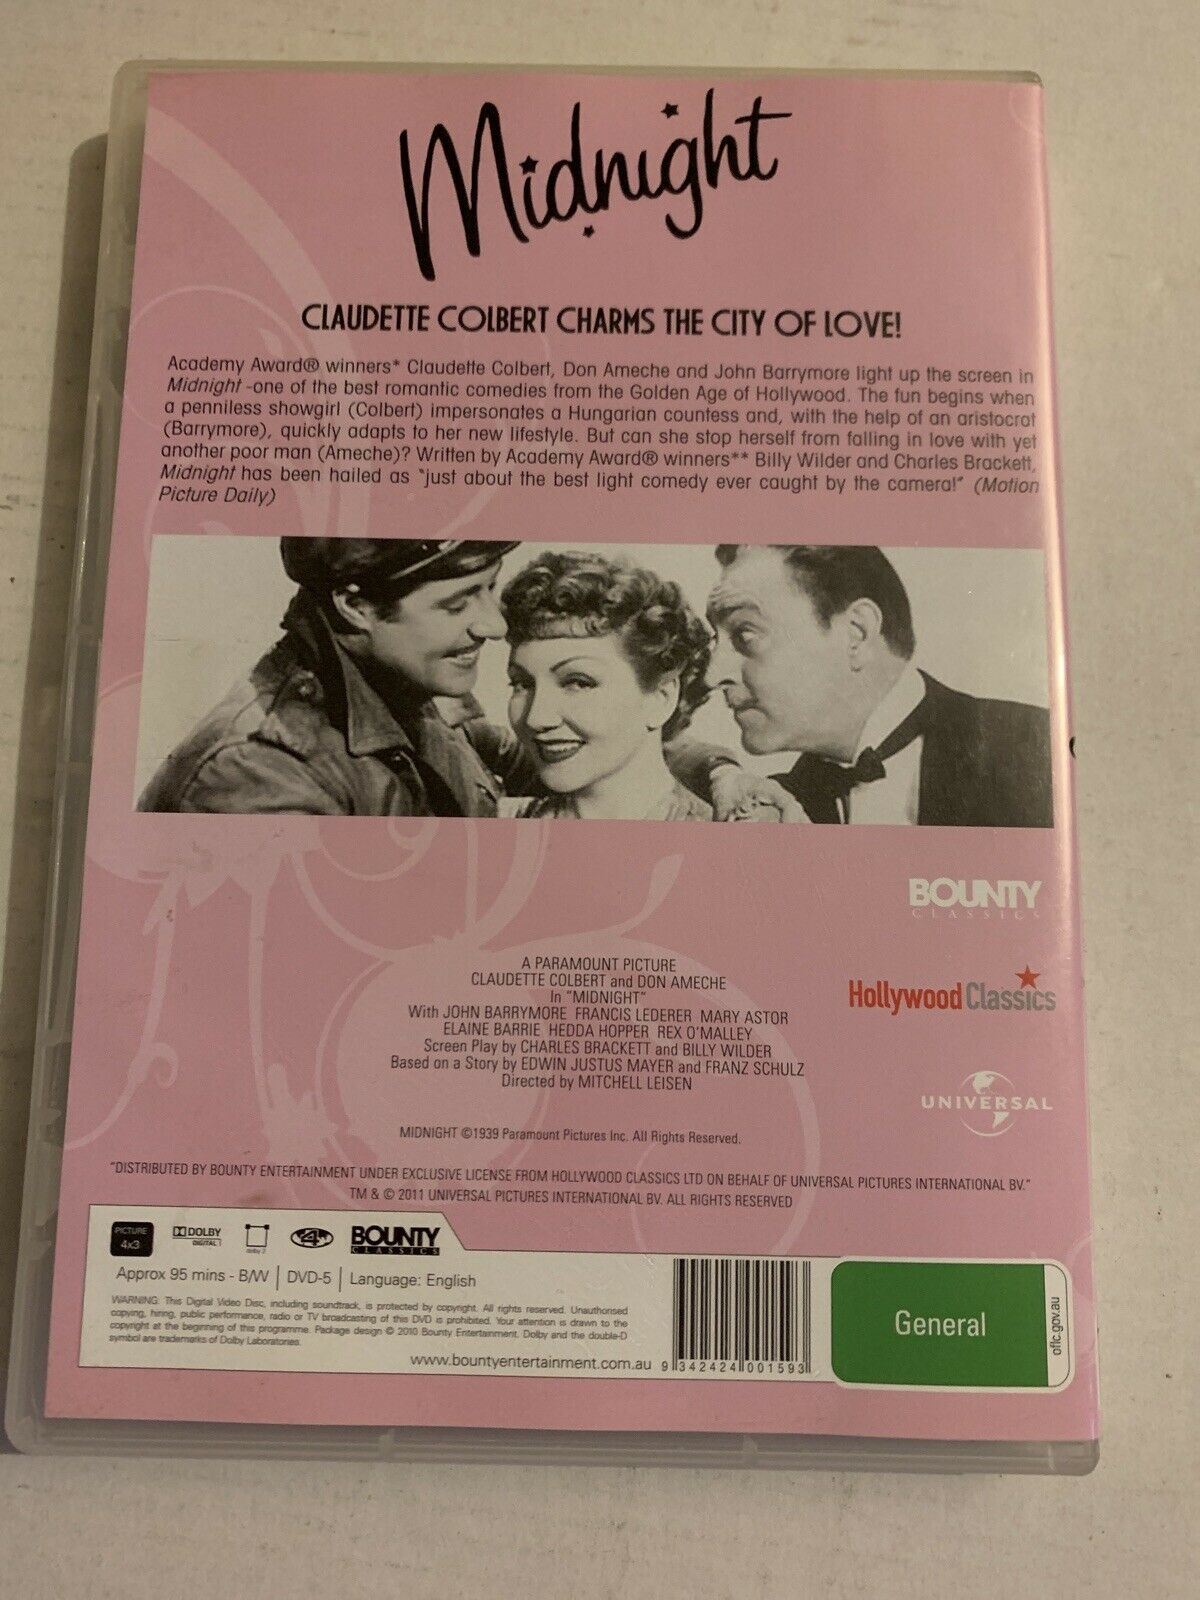 Midnight
CLAUDETTE COLBERT CHARMS THE CITY OF LOVE!
Academy Award® winners* Claudette Colbert, Don Ameche and John Barrymore light up the screen in
Midnight -one of the best romantic comedies from the Golden Age of Hollywood. The fun begins when
a penniless showgirl (Colbert) impersonates a Hungarian countess and, with the help of an aristocrat
(Barrymore), quickly adapts to her new lifestyle. But can she stop herself from falling in love with yet
another poor man (Ameche)? Written by Academy Award® winners** Billy Wilder and Charles Brackett,
Midnight has been hailed as "just about the best light comedy ever caught by the camera!" (Motion
Picture Daily)
BOUNTY
CLASSICS
Hollywood Classics
UNIVERSAL
A PARAMOUNT PICTURE
CLAUDETTE COLBERT and DON AMECHE
In "MIDNIGHT"
With JOHN BARRYMORE FRANCIS LEDERER MARY ASTOR
ELAINE BARRIE HEDDA HOPPER REX O'MALLEY
Screen Play by CHARLES BRACKETT and BILLY WILDER
Based on a Story by EDWIN JUSTUS MAYER and FRANZ SCHULZ
Directed by MITCHELL LEISEN
MIDNIGHT ©1939 Paramount Pictures Inc. All Rights Reserved.
"DISTRIBUTED BY BOUNTY ENTERTAINMENT UNDER EXCLUSIVE LICENSE FROM HOLLYWOOD CLASSICS LTD ON BEHALF OF UNIVERSAL PICTURES INTERNATIONAL BV."
TM & © 2011 UNIVERSAL PICTURES INTERNATIONAL BV. ALL RIGHTS RESERVED
PICTURE
4x3
DOLBY
DIGITAL
dolby 2
4
BOUNTY
CLASSICS
Approx 95 mins - B/W | DVD-5 | Language: English
WARNING: This Digital Video Disc, including soundtrack, is protected by copyright. All rights reserved. Unauthorised
copying, hiring, public performance, radio or TV broadcasting of this DVD is prohibited. Your attention is drawn to the
copyright at the beginning of this programme. Package design © 2010 Bounty Entertainment. Dolby and the double-D
symbol are trademarks of Dolby Laboratories.
www.bountyentertainment.com.au
9 342424 001593
General
oflc.gov.au